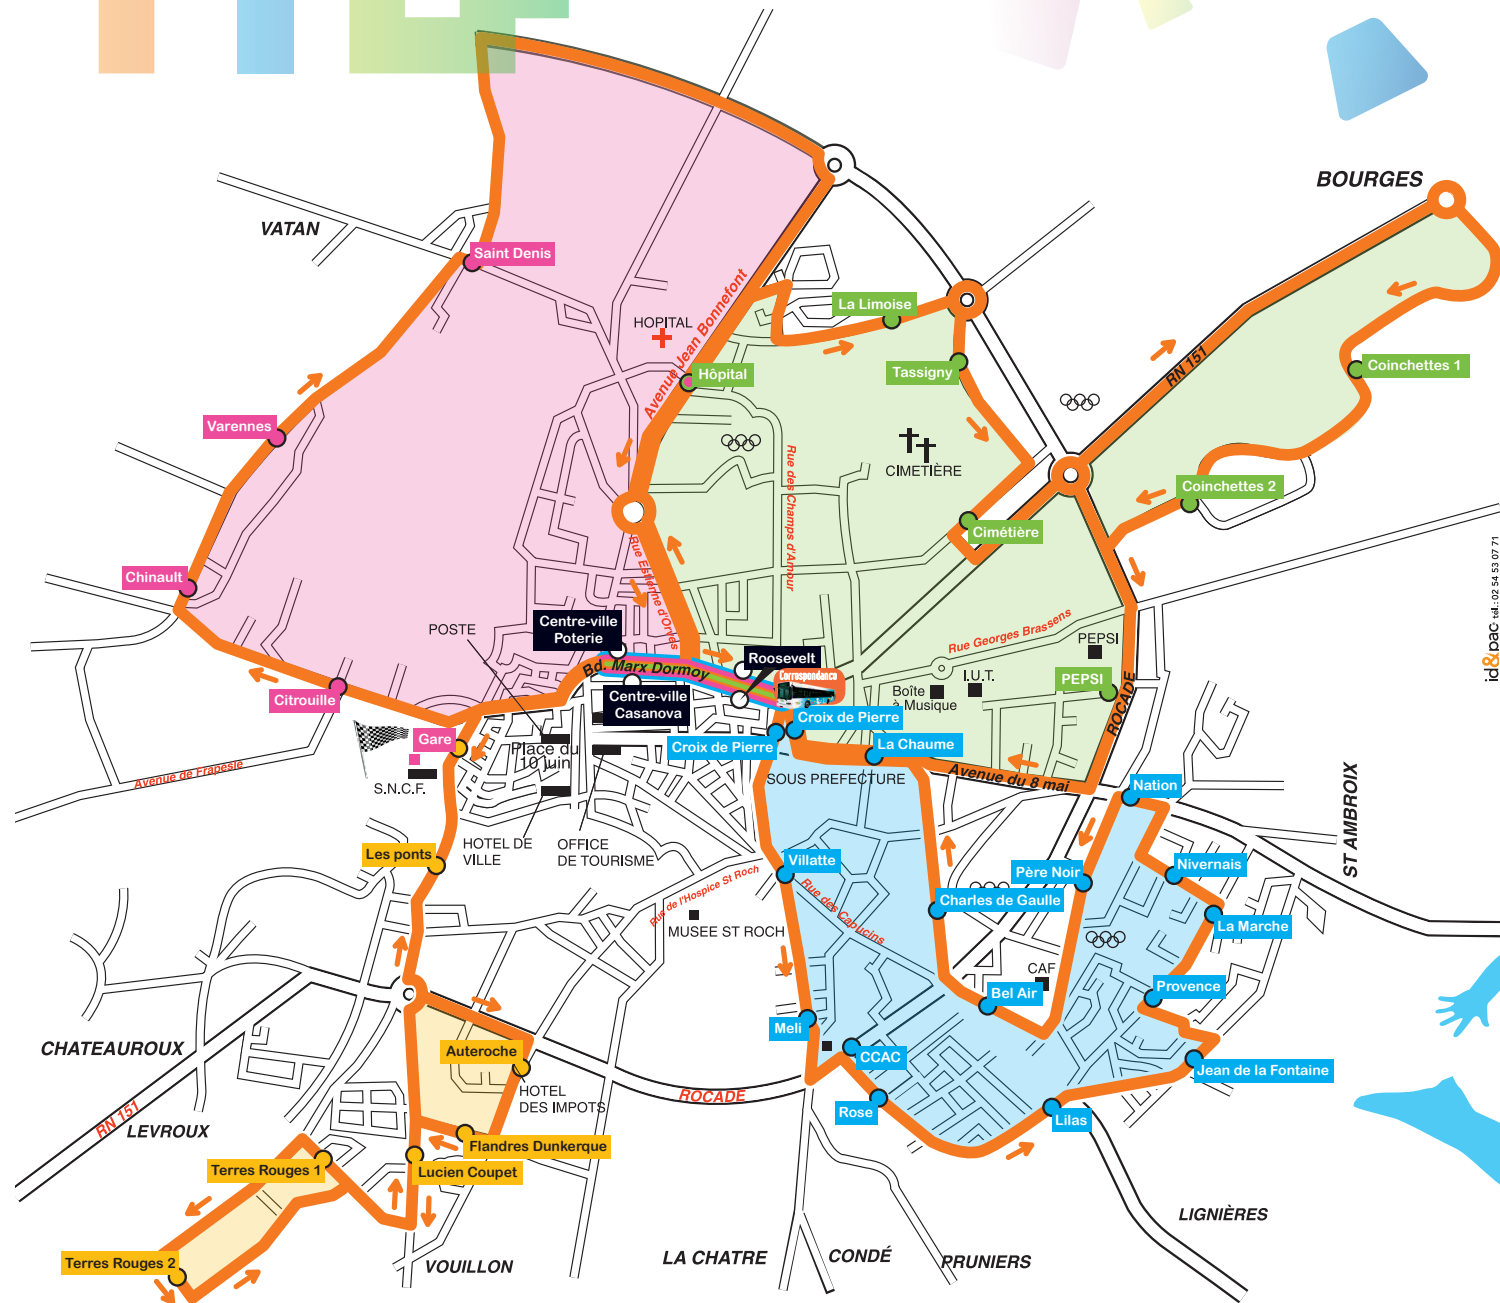 BOURGES
VATAN
Saint Denis
La Limoise
HOPITAL
Avenue Jean Bonnefont
Hôpital
Tassigny
RN 151
Coinchettes 1
Varennes
CIMETIÈRE
Rue des Champs d'Amour
Coinchettes 2
Cimétière
Rue Estienne d'Orves
Chinault
id&pac tél.: 02 54 53 07 71
POSTE
Centre-ville
Poterie
Rue Georges Brassens
PEPSI
Bd. Marx Dormoy
Roosevelt
Correspondance
I.U.T.
PEPSI
Citrouille
Centre-ville
Casanova
Boîte
à Musique
ROCADE
Croix de Pierre
Gare
Croix de Pierre
La Chaume
Place du
10 juin
Avenue de Frapesle
S.N.C.F.
SOUS PREFECTURE
Avenue du 8 mai
Nation
ST AMBROIX
HOTEL DE
VILLE
OFFICE
DE TOURISME
Les ponts
Villatte
Père Noir
Nivernais
Rue de l'Hospice St Roch
Rue des Capucins
Charles de Gaulle
La Marche
MUSEE ST ROCH
CAF
Bel Air
Provence
Meli
CHATEAUROUX
Auteroche
CCAC
Jean de la Fontaine
HOTEL
DES IMPOTS
ROCADE
Rose
Lilas
RN 151
LEVROUX
Flandres Dunkerque
Terres Rouges 1
Lucien Coupet
LIGNIÈRES
Terres Rouges 2
VOUILLON
LA CHATRE
CONDÉ
PRUNIERS